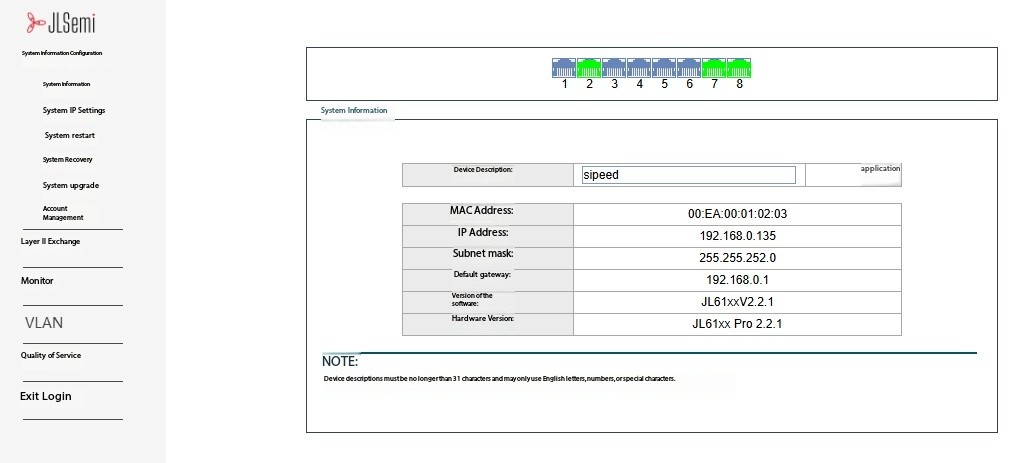 JLSemi
System Information Configuration
System Information
System IP Settings
System restart
System Recovery
System upgrade
Account
Management
Layer II Exchange
Monitor
VLAN
Quality of Service
Exit Login
1 2 3 4 5 6 7 8
System Information
Device Description: sipeed application
MAC Address: 00:EA:00:01:02:03
IP Address: 192.168.0.135
Subnet mask: 255.255.252.0
Default gateway: 192.168.0.1
Version of the
software: JL61xxV2.2.1
Hardware Version: JL61xx Pro 2.2.1
NOTE:
Device descriptions must be no longer than 31 characters and may only use English letters, numbers, or special characters.